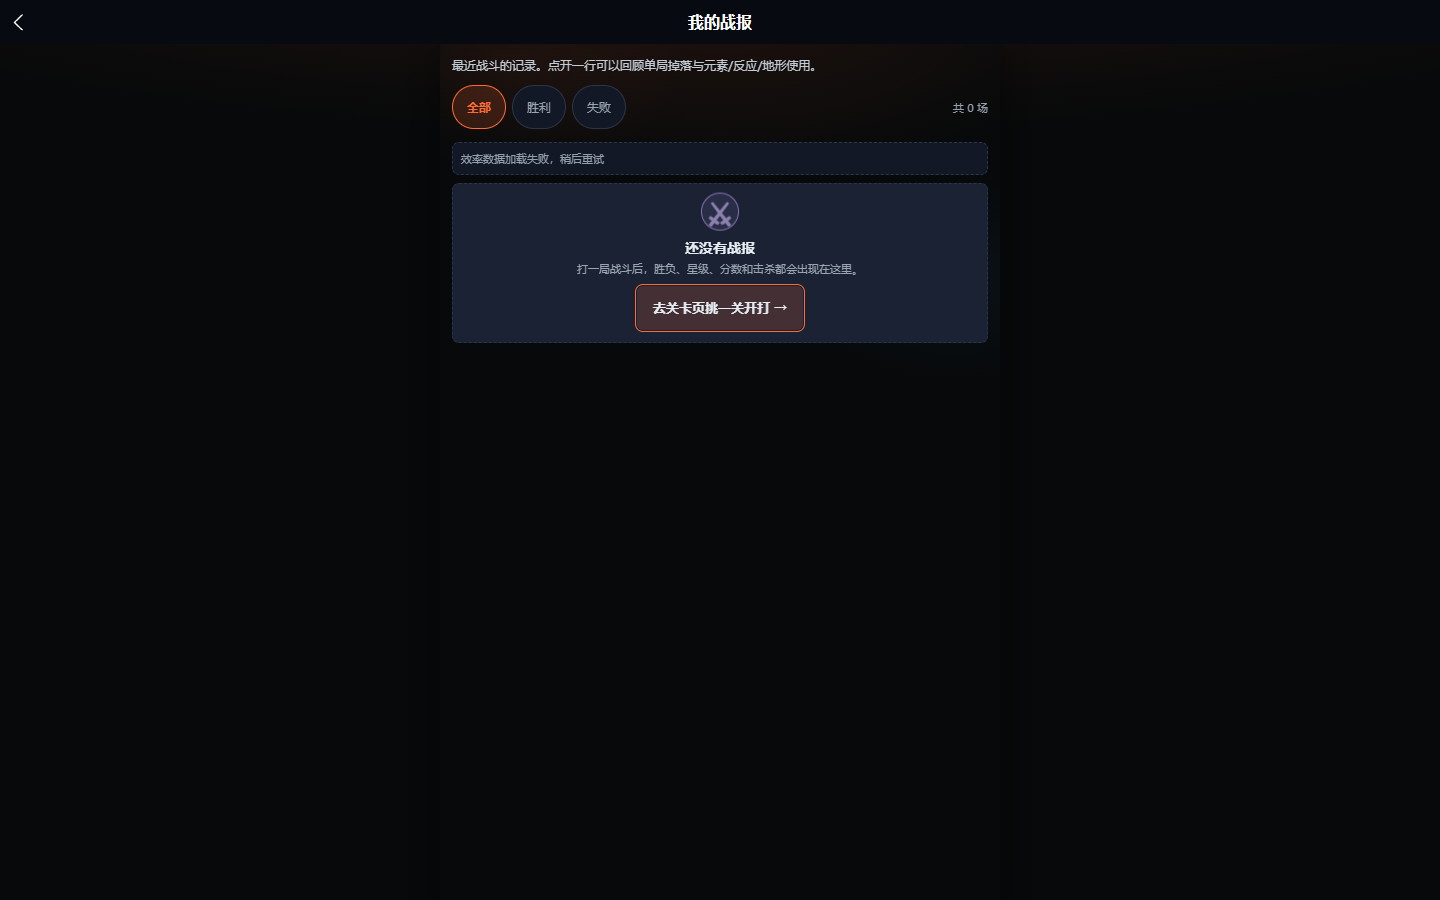 我的战报
最近战斗的记录。点开一行可以回顾单局掉落与元素/反应/地形使用。
全部
胜利
失败
共 0 场
效率数据加载失败，稍后重试
还没有战报
打一局战斗后，胜负、星级、分数和击杀都会出现在这里。
去关卡页挑一关开打 →